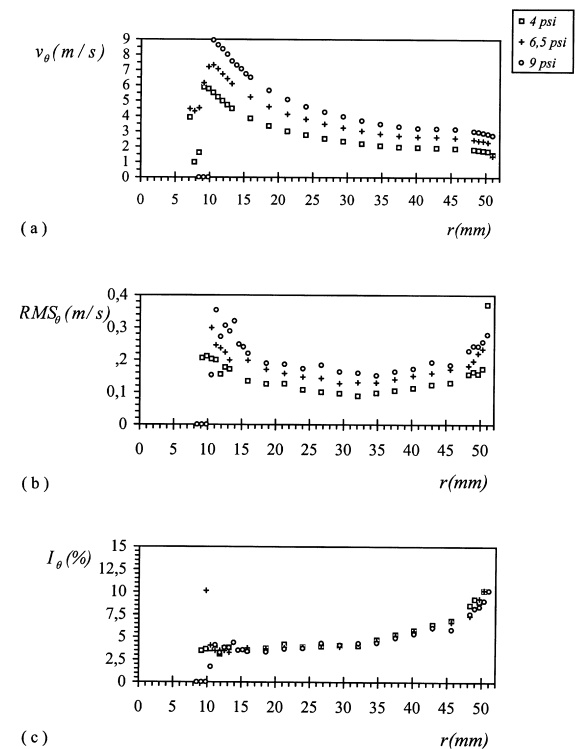 4 psi
6,5 psi
9 psi
v_θ (m/s)
9
8
7
6
5
4
3
2
1
0
0 5 10 15 20 25 30 35 40 45 50
(a)
r(mm)
RMS_θ (m/s)
0,4
0,3
,2
0,1
0
0 5 10 15 20 25 30 35 40 45 50
(b)
r(mm)
I_θ (%)
15
12,5
10
7,5
5
2,5
0
0 5 10 15 20 25 30 35 40 45 50
(c)
r(mm)